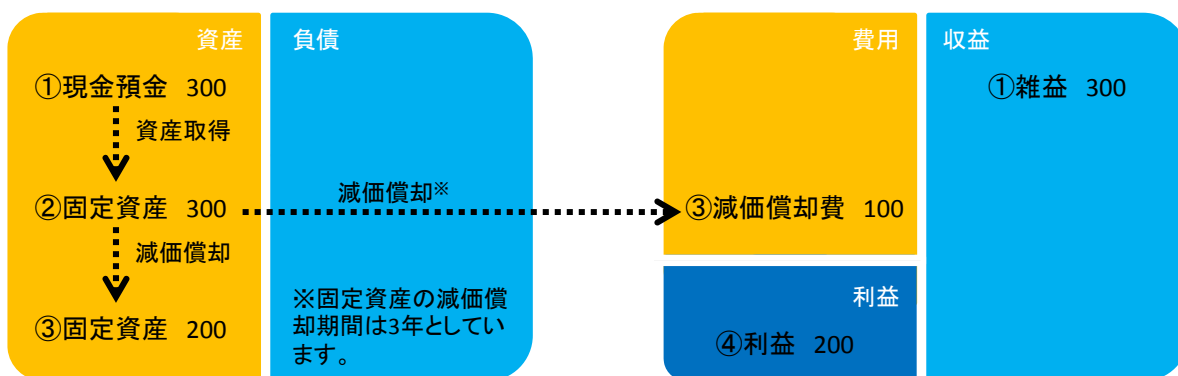 資産
負債
①現金預金 300
資産取得
②固定資産 300
減価償却※
減価償却
③固定資産 200
※固定資産の減価償
却期間は3年としてい
ます。
費用
収益
①雑益 300
③減価償却費 100
利益
④利益 200